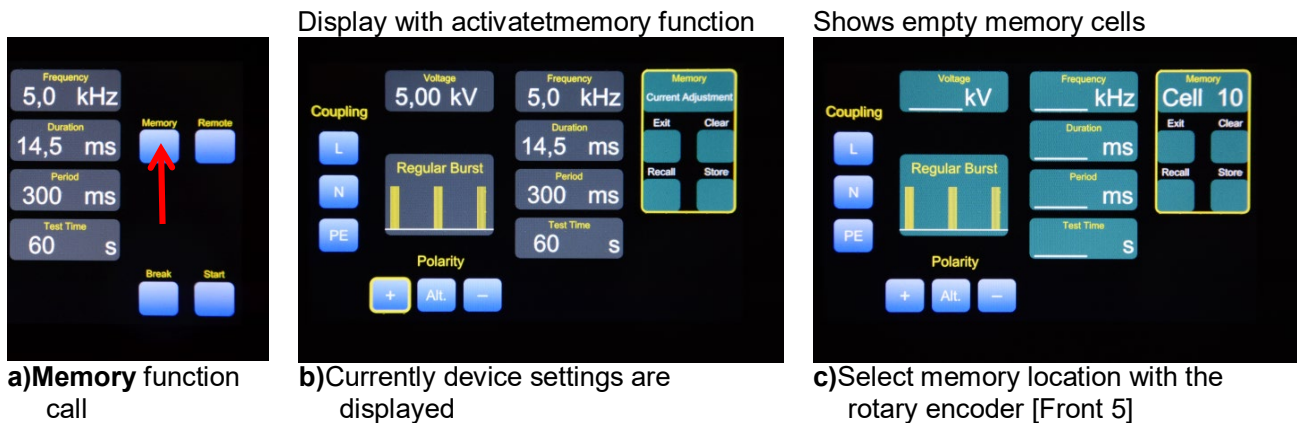 Display with activatetmemory function
Shows empty memory cells
Frequency
5,0 kHz
Duration
14,5 ms
Period
300 ms
Test Time
60 s
Memory
Remote
Break
Start
Coupling
L
N
PE
Voltage
5,00 kV
Regular Burst
Polarity
+ Alt. –
Frequency
5,0 kHz
Duration
14,5 ms
Period
300 ms
Test Time
60 s
Memory
Current Adjustment
Exit Clear
Recall Store
Coupling
L
N
PE
Voltage
____kV
Regular Burst
Polarity
+ Alt. –
Frequency
____ kHz
Duration
____ ms
Period
____ ms
Test Time
____ s
Memory
Cell 10
Exit Clear
Recall Store
a)Memory function
call
b)Currently device settings are
displayed
c)Select memory location with the
rotary encoder [Front 5]